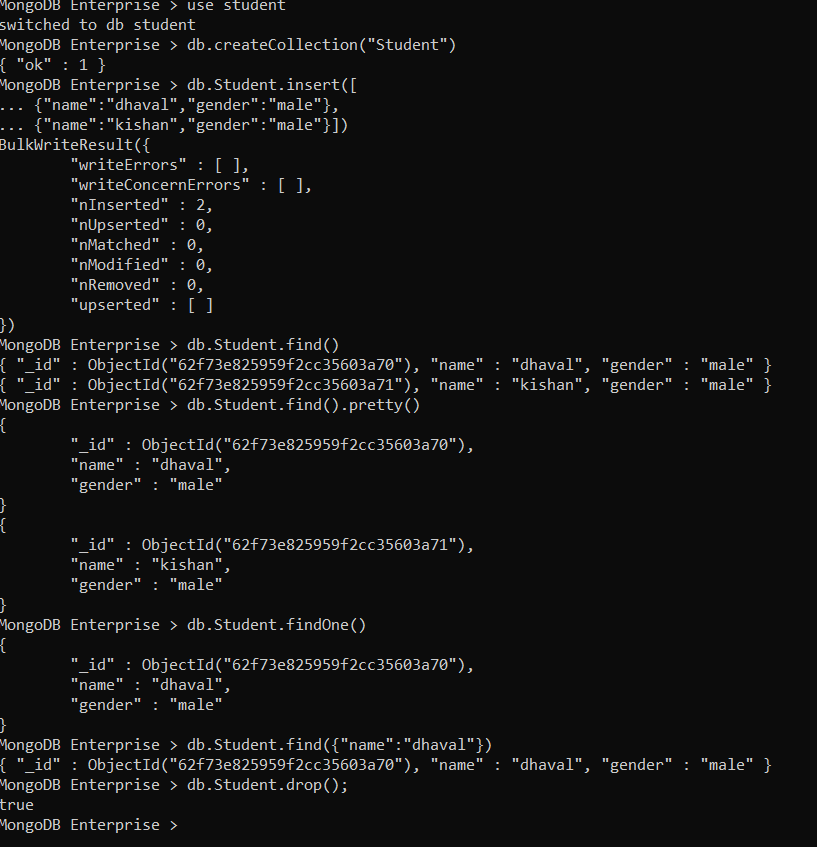 MongoDB Enterprise > use student
switched to db student
MongoDB Enterprise > db.createCollection("Student")
{ "ok" : 1 }
MongoDB Enterprise > db.Student.insert([
... {"name":"dhaval","gender":"male"},
... {"name":"kishan","gender":"male"}])
BulkWriteResult({
        "writeErrors" : [ ],
        "writeConcernErrors" : [ ],
        "nInserted" : 2,
        "nUpserted" : 0,
        "nMatched" : 0,
        "nModified" : 0,
        "nRemoved" : 0,
        "upserted" : [ ]
})
MongoDB Enterprise > db.Student.find()
{ "_id" : ObjectId("62f73e825959f2cc35603a70"), "name" : "dhaval", "gender" : "male" }
{ "_id" : ObjectId("62f73e825959f2cc35603a71"), "name" : "kishan", "gender" : "male" }
MongoDB Enterprise > db.Student.find().pretty()
{
        "_id" : ObjectId("62f73e825959f2cc35603a70"),
        "name" : "dhaval",
        "gender" : "male"
}
{
        "_id" : ObjectId("62f73e825959f2cc35603a71"),
        "name" : "kishan",
        "gender" : "male"
}
MongoDB Enterprise > db.Student.findOne()
{
        "_id" : ObjectId("62f73e825959f2cc35603a70"),
        "name" : "dhaval",
        "gender" : "male"
}
MongoDB Enterprise > db.Student.find({"name":"dhaval"})
{ "_id" : ObjectId("62f73e825959f2cc35603a70"), "name" : "dhaval", "gender" : "male" }
MongoDB Enterprise > db.Student.drop();
true
MongoDB Enterprise >